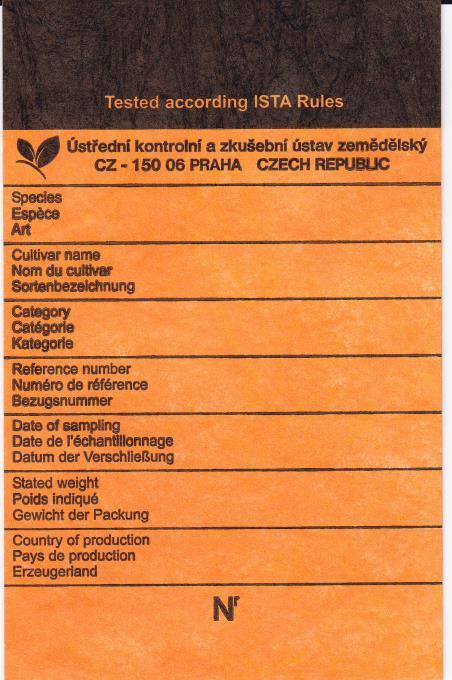 Tested according ISTA Rules
Ústřední kontrolní a zkušební ústav zemědělský
CZ - 150 06 PRAHA CZECH REPUBLIC
Species
Espèce
Art
Cultivar name
Nom du cultivar
Sortenbezeichnung
Category
Catégorie
Kategorie
Reference number
Numéro de référence
Bezugsnummer
Date of sampling
Date de l'échantillonnage
Datum der Verschließung
Stated weight
Poids indiqué
Gewicht der Packung
Country of production
Pays de production
Erzeugerland
Nr